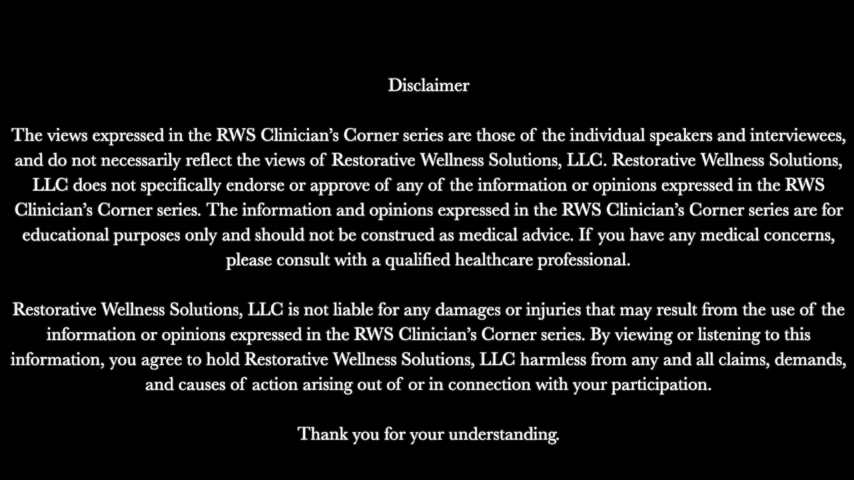 Disclaimer
The views expressed in the RWS Clinician's Corner series are those of the individual speakers and interviewees,
and do not necessarily reflect the views of Restorative Wellness Solutions, LLC. Restorative Wellness Solutions,
LLC does not specifically endorse or approve of any of the information or opinions expressed in the RWS
Clinician's Corner series. The information and opinions expressed in the RWS Clinician's Corner series are for
educational purposes only and should not be construed as medical advice. If you have any medical concerns,
please consult with a qualified healthcare professional.
Restorative Wellness Solutions, LLC is not liable for any damages or injuries that may result from the use of the
information or opinions expressed in the RWS Clinician's Corner series. By viewing or listening to this
information, you agree to hold Restorative Wellness Solutions, LLC harmless from any and all claims, demands,
and causes of action arising out of or in connection with your participation.
Thank you for your understanding.